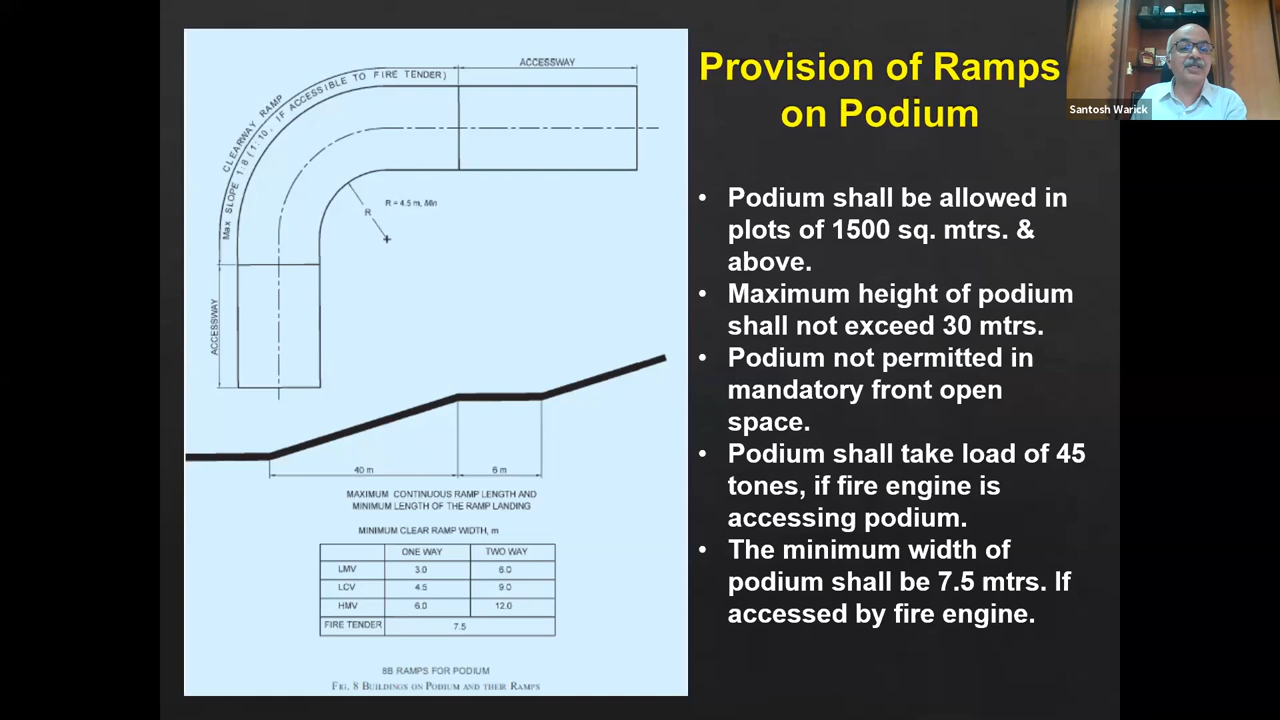 Provision of Ramps
on Podium
Santosh Warick
ACCESSWAY
CLEARWAY RAMP
Max SLOPE 1:8 (1:10, IF ACCESSIBLE TO FIRE TENDER)
R = 4.5 m, Min
R
ACCESSWAY
40 m
6 m
MAXIMUM CONTINUOUS RAMP LENGTH AND
MINIMUM LENGTH OF THE RAMP LANDING
MINIMUM CLEAR RAMP WIDTH, m
ONE WAY TWO WAY
LMV 3.0 6.0
LCV 4.5 9.0
HMV 6.0 12.0
FIRE TENDER 7.5
8B RAMPS FOR PODIUM
FIG. 8 BUILDINGS ON PODIUM AND THEIR RAMPS
• Podium shall be allowed in
plots of 1500 sq. mtrs. &
above.
• Maximum height of podium
shall not exceed 30 mtrs.
• Podium not permitted in
mandatory front open
space.
• Podium shall take load of 45
tones, if fire engine is
accessing podium.
• The minimum width of
podium shall be 7.5 mtrs. If
accessed by fire engine.